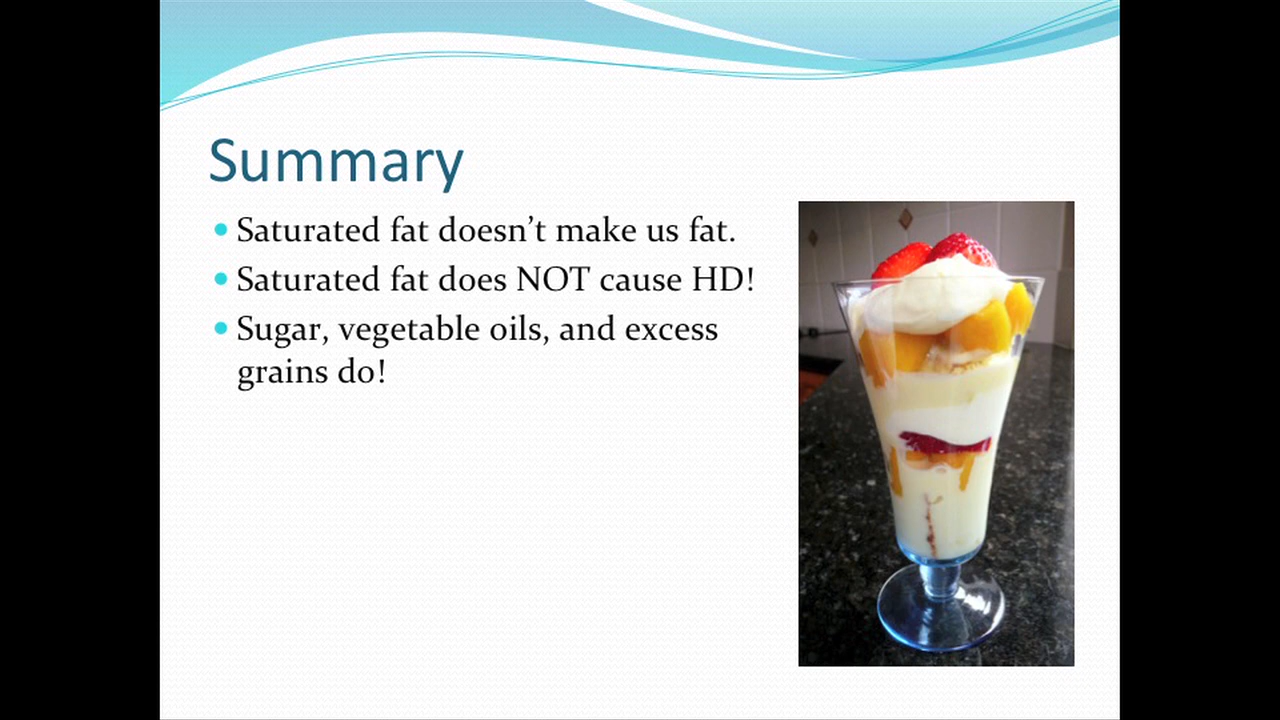 Summary
Saturated fat doesn’t make us fat.
Saturated fat does NOT cause HD!
Sugar, vegetable oils, and excess
grains do!